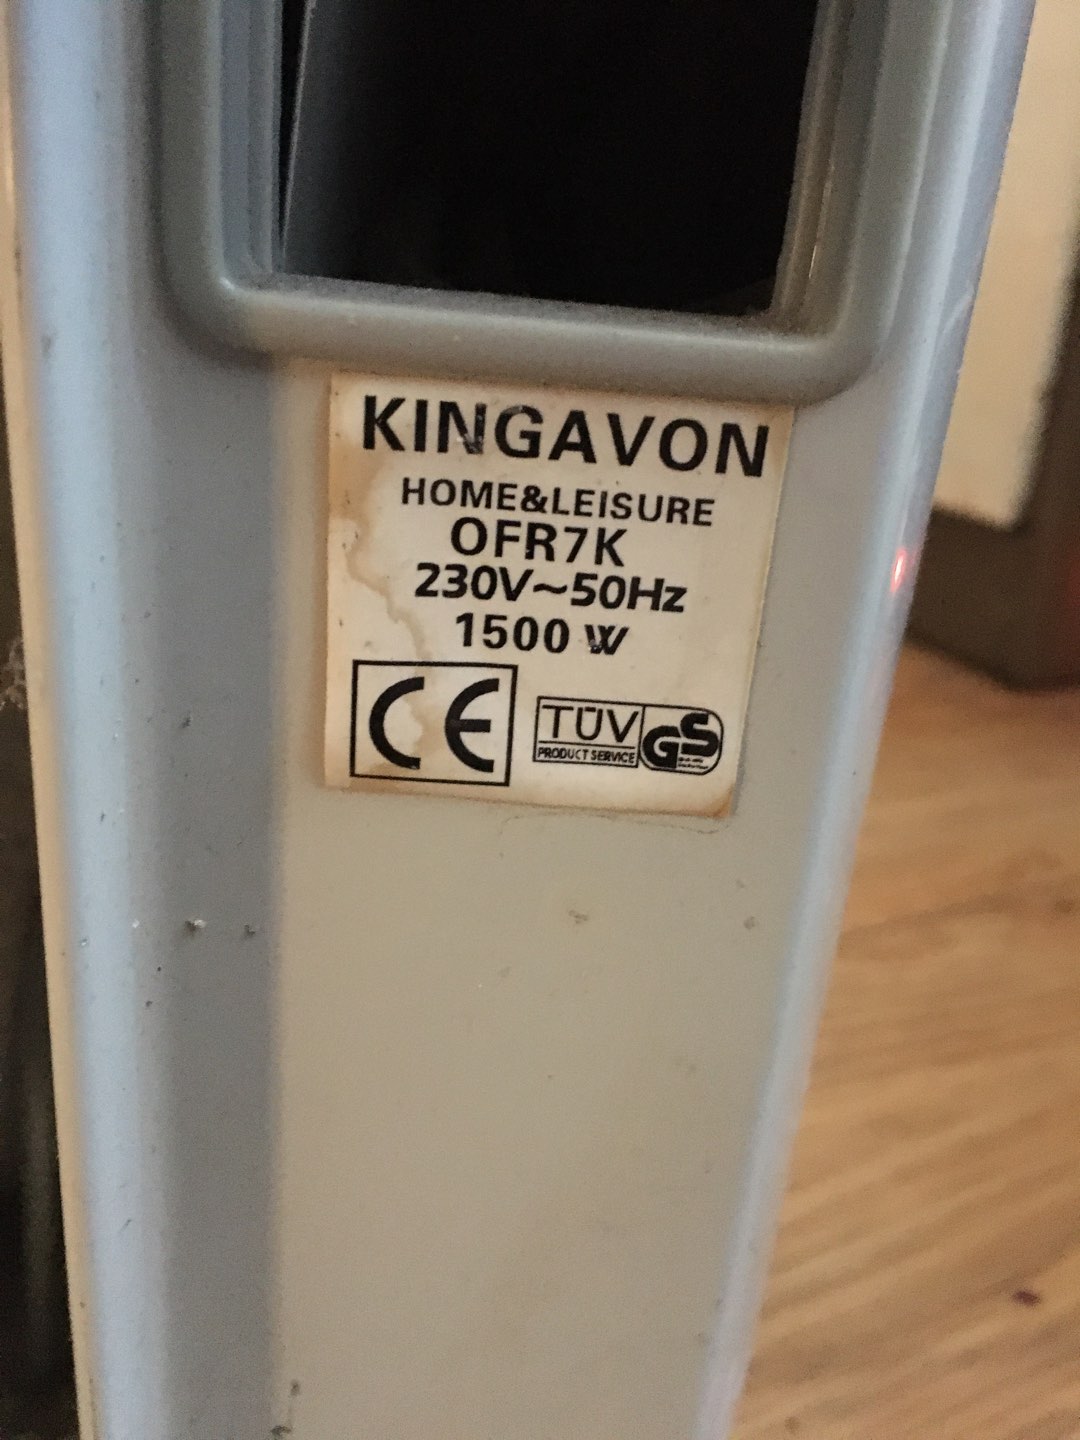 KINGAVON
HOME&LEISURE
OFR7K
230V~50Hz
1500 W
CE
TÜV
PRODUCT SERVICE
GS